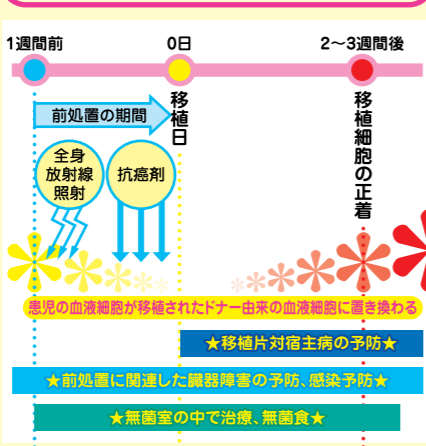 1週間前
0日
2〜3週間後
前処置の期間
移植日
移植細胞の正着
全身
放射線
照射
抗癌剤
患児の血液細胞が移植されたドナー由来の血液細胞に置き換わる
★移植片対宿主病の予防★
★前処置に関連した臓器障害の予防、感染予防★
★無菌室の中で治療、無菌食★